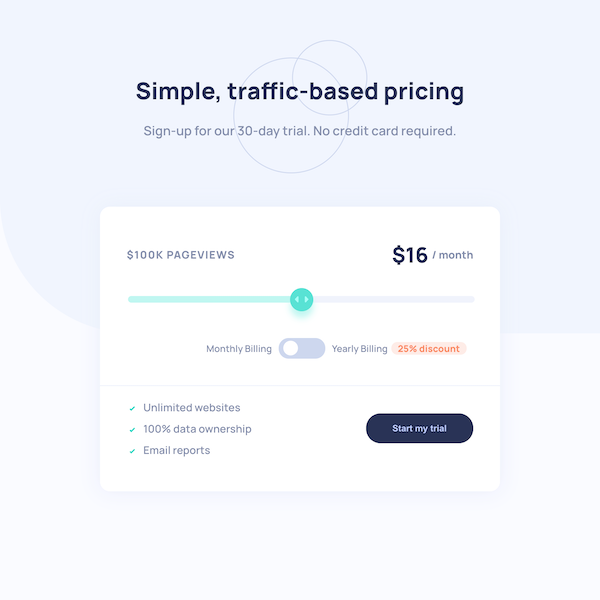 Simple, traffic-based pricing
Sign-up for our 30-day trial. No credit card required.
$100K PAGEVIEWS
$16 / month
Monthly Billing
Yearly Billing
25% discount
Unlimited websites
100% data ownership
Email reports
Start my trial